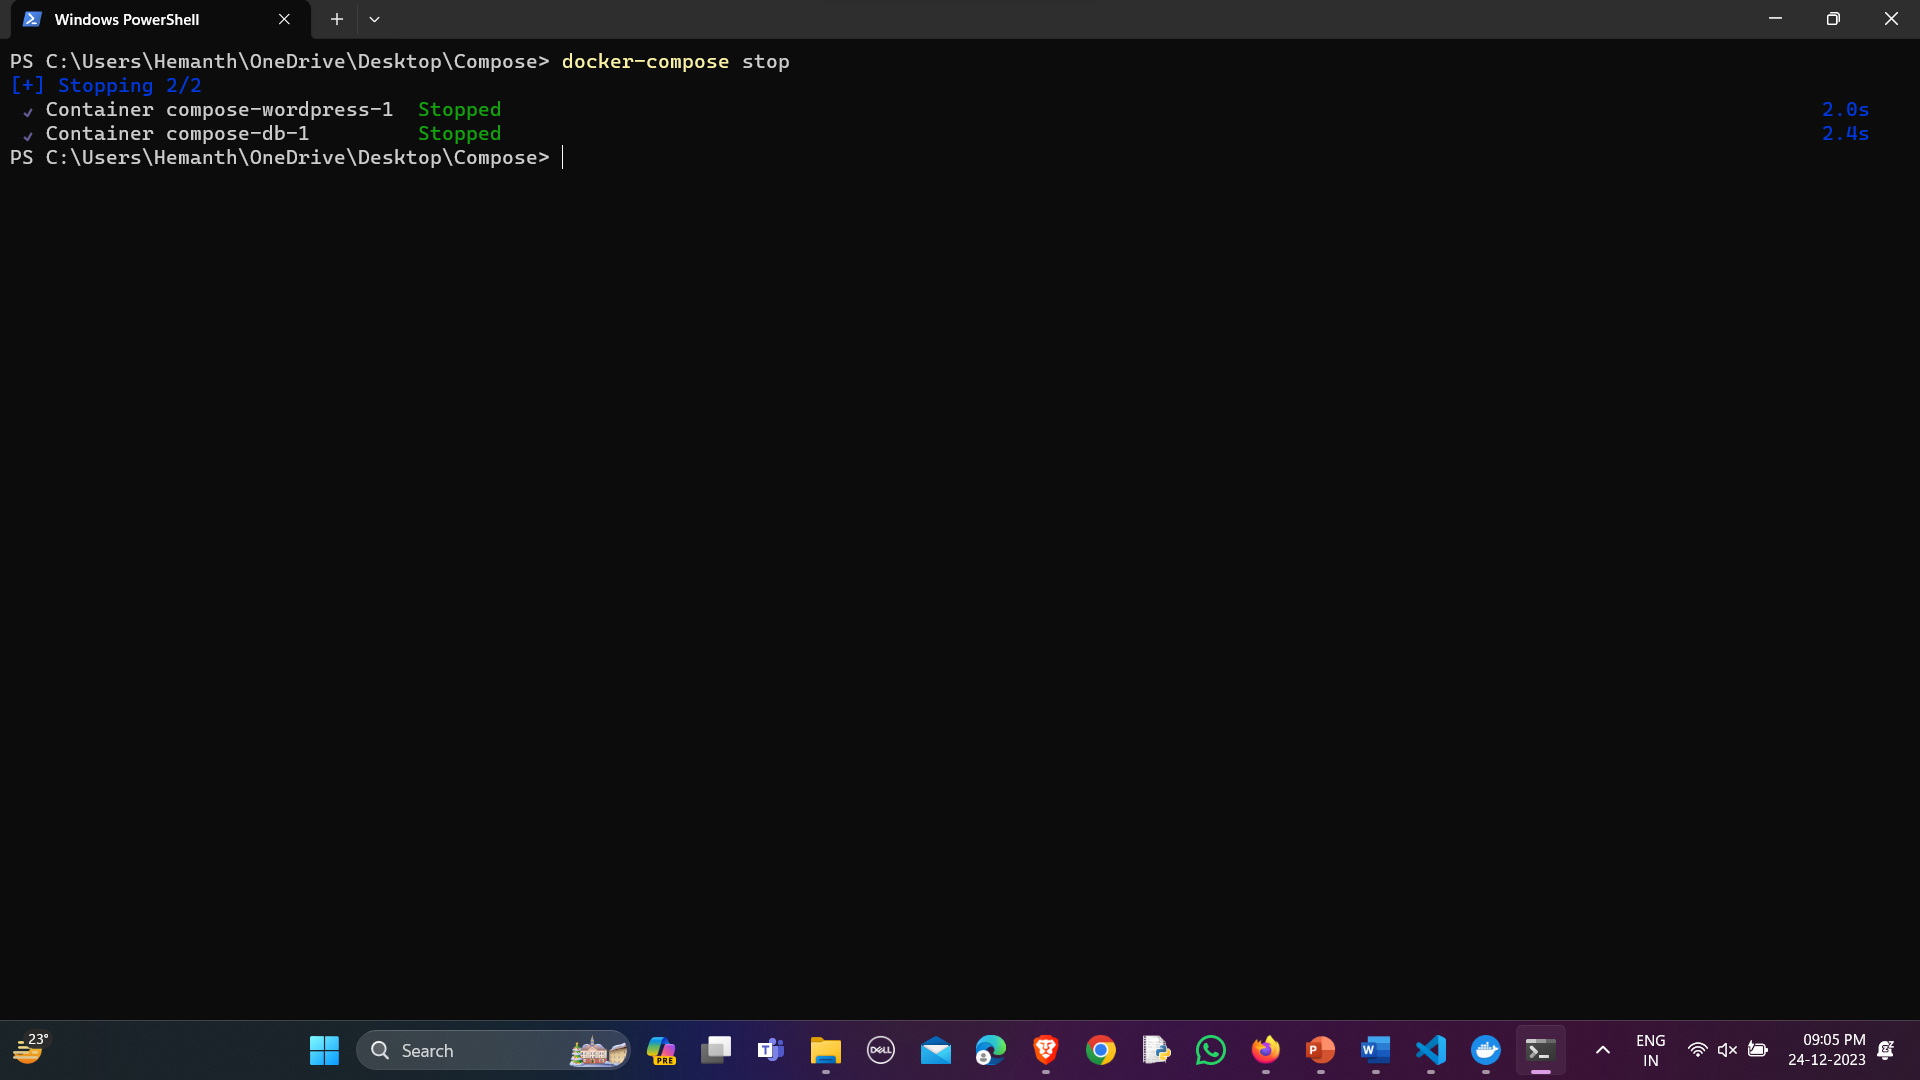 Windows PowerShell
PS C:\Users\Hemanth\OneDrive\Desktop\Compose> docker-compose stop
[+] Stopping 2/2
✓ Container compose-wordpress-1 Stopped 2.0s
✓ Container compose-db-1 Stopped 2.4s
PS C:\Users\Hemanth\OneDrive\Desktop\Compose>
23°
Search
PRE
T
DELL
P
W
ENG
IN
09:05 PM
24-12-2023